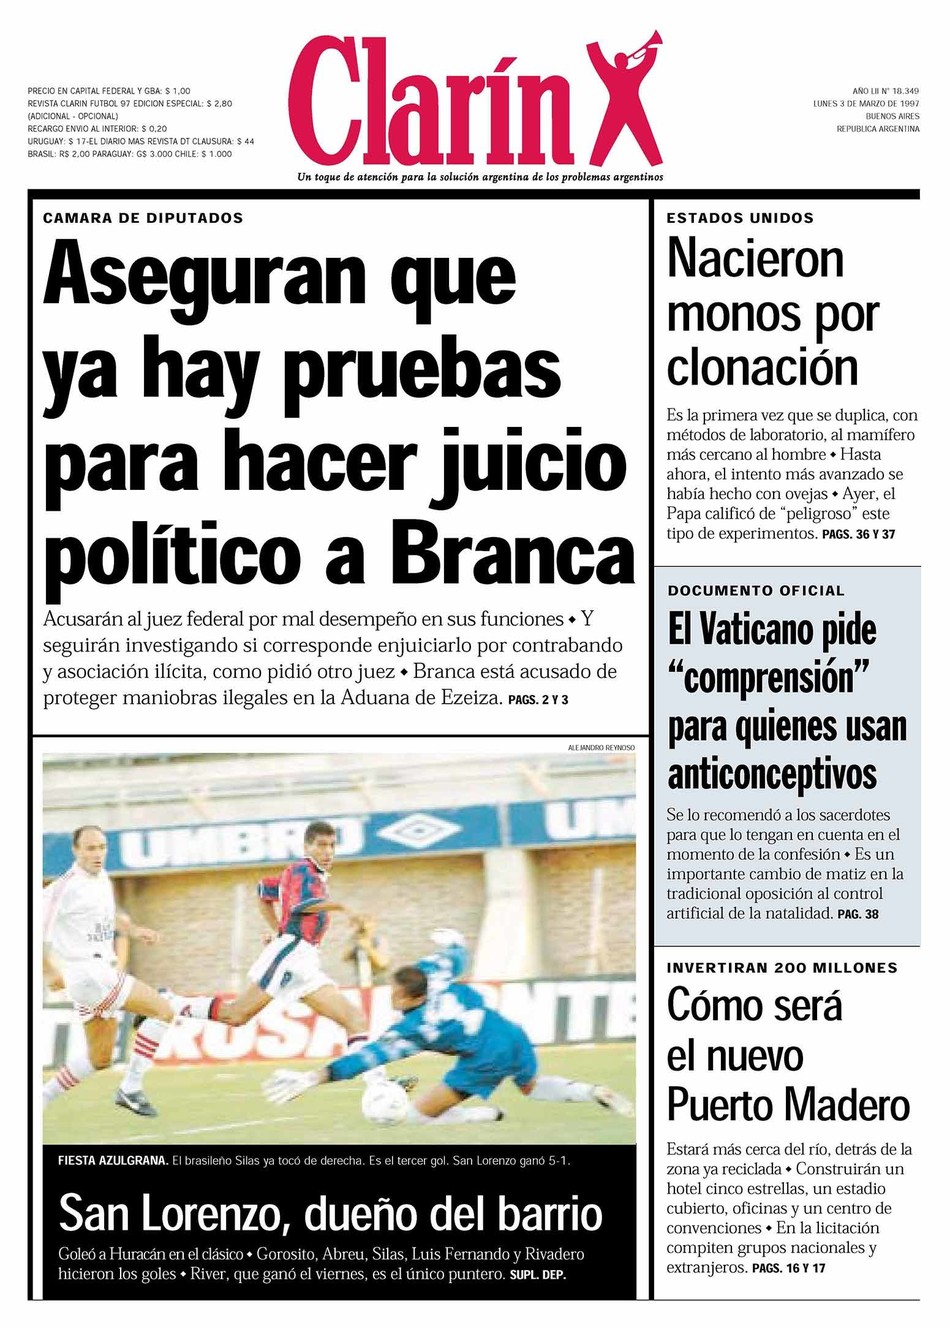 PRECIO EN CAPITAL FEDERAL Y GBA: $ 1,00
REVISTA CLARIN FUTBOL 97 EDICION ESPECIAL: $ 2,80
(ADICIONAL - OPCIONAL)
RECARGO ENVIO AL INTERIOR: $ 0,20
URUGUAY: $ 17-EL DIARIO MAS REVISTA DT CLAUSURA: $ 44
BRASIL: R$ 2,00 PARAGUAY: G$ 3.000 CHILE: $ 1.000
Clarín
Un toque de atención para la solución argentina de los problemas argentinos
AÑO LII N° 18.349
LUNES 3 DE MARZO DE 1997
BUENOS AIRES
REPUBLICA ARGENTINA
CAMARA DE DIPUTADOS
Aseguran que
ya hay pruebas
para hacer juicio
político a Branca
Acusarán al juez federal por mal desempeño en sus funciones ♦ Y
seguirán investigando si corresponde enjuiciarlo por contrabando
y asociación ilícita, como pidió otro juez ♦ Branca está acusado de
proteger maniobras ilegales en la Aduana de Ezeiza. PAGS. 2 Y 3
ALEJANDRO REYNOSO
UMBRO
UM
FIESTA AZULGRANA. El brasileño Silas ya tocó de derecha. Es el tercer gol. San Lorenzo ganó 5-1.
San Lorenzo, dueño del barrio
Goleó a Huracán en el clásico ♦ Gorosito, Abreu, Silas, Luis Fernando y Rivadero
hicieron los goles ♦ River, que ganó el viernes, es el único puntero. SUPL. DEP.
ESTADOS UNIDOS
Nacieron
monos por
clonación
Es la primera vez que se duplica, con
métodos de laboratorio, al mamífero
más cercano al hombre ♦ Hasta
ahora, el intento más avanzado se
había hecho con ovejas ♦ Ayer, el
Papa calificó de “peligroso” este
tipo de experimentos. PAGS. 36 Y 37
DOCUMENTO OFICIAL
El Vaticano pide
“comprensión”
para quienes usan
anticonceptivos
Se lo recomendó a los sacerdotes
para que lo tengan en cuenta en el
momento de la confesión ♦ Es un
importante cambio de matiz en la
tradicional oposición al control
artificial de la natalidad. PAG. 38
INVERTIRAN 200 MILLONES
Cómo será
el nuevo
Puerto Madero
Estará más cerca del río, detrás de la
zona ya reciclada ♦ Construirán un
hotel cinco estrellas, un estadio
cubierto, oficinas y un centro de
convenciones ♦ En la licitación
compiten grupos nacionales y
extranjeros. PAGS. 16 Y 17